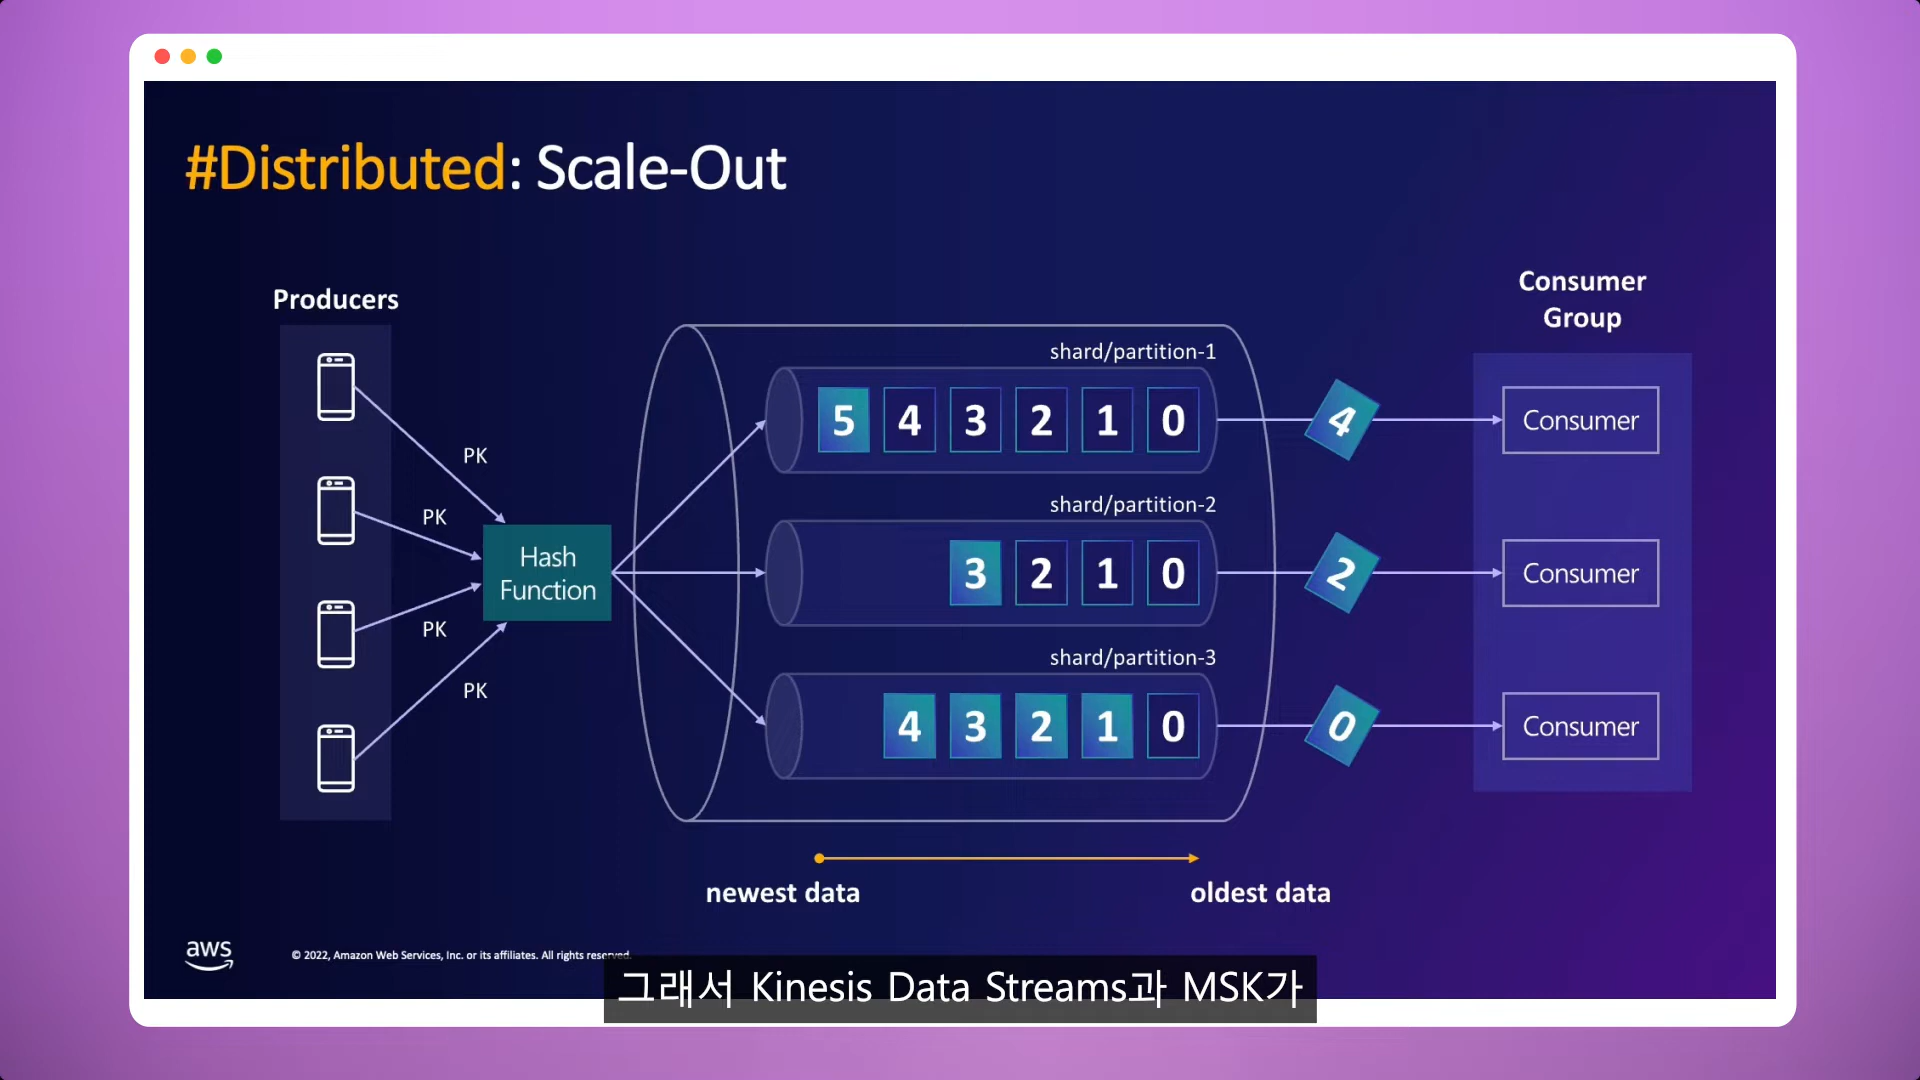 #Distributed: Scale-Out
Producers
PK
PK
PK
PK
Hash
Function
shard/partition-1
5 4 3 2 1 0
4
shard/partition-2
3 2 1 0
2
shard/partition-3
4 3 2 1 0
0
Consumer
Group
Consumer
Consumer
Consumer
newest data
oldest data
aws
© 2022, Amazon Web Services, Inc. or its affiliates. All rights reserved.
그래서 Kinesis Data Streams과 MSK가